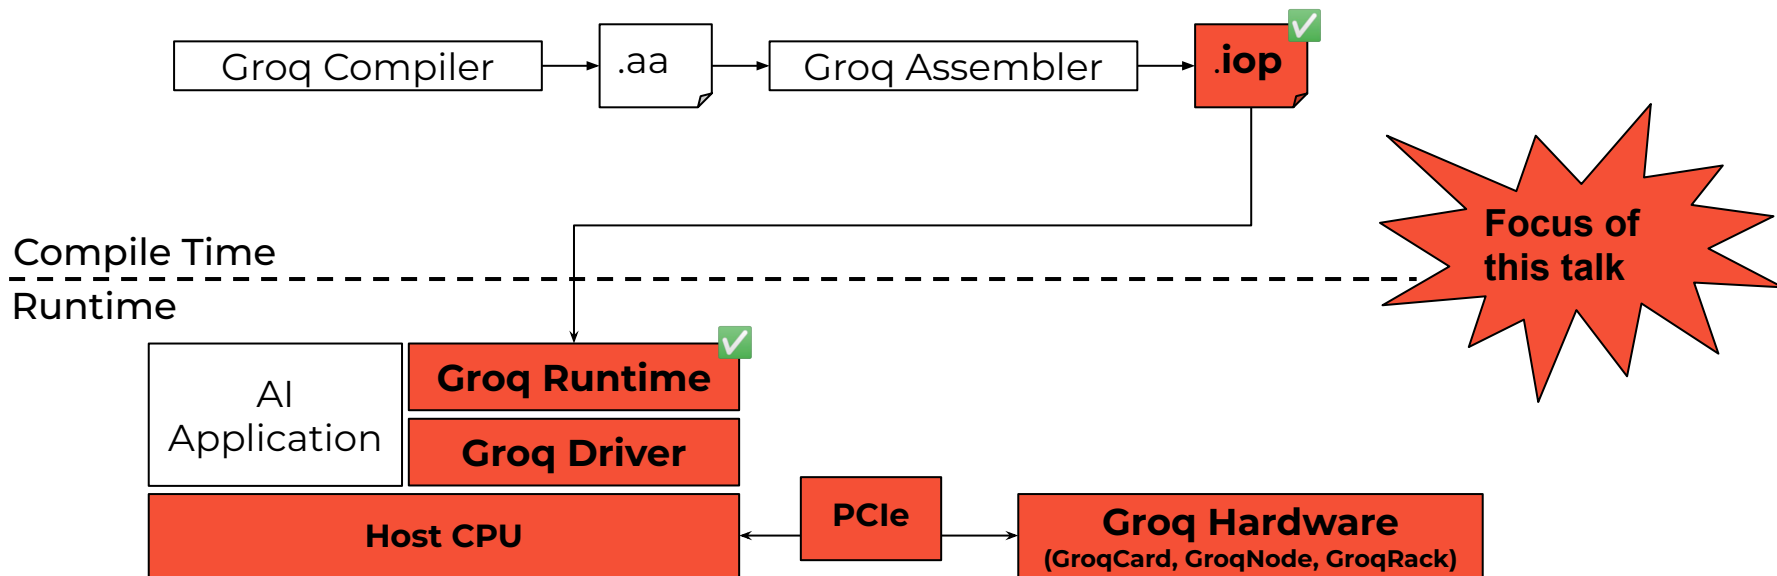 Groq Compiler
.aa
Groq Assembler
.iop
Focus of
this talk
Compile Time
Runtime
AI
Application
Groq Runtime
Groq Driver
Host CPU
PCIe
Groq Hardware
(GroqCard, GroqNode, GroqRack)